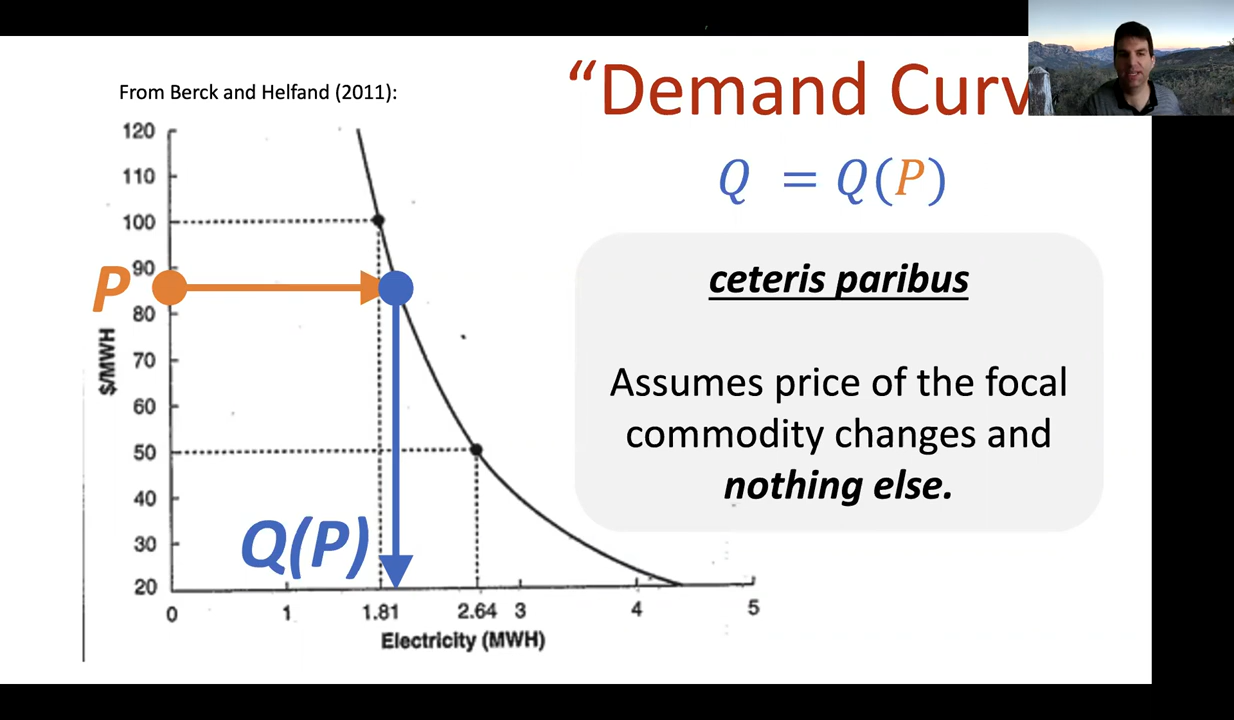 From Berck and Helfand (2011):
“Demand Curv
Q = Q(P)
ceteris paribus
Assumes price of the focal
commodity changes and
nothing else.
120
110
100
90
P
80
70
$/MWH
60
50
40
30
Q(P)
20
0 1 1.81 2.64 3 4 5
Electricity (MWH)